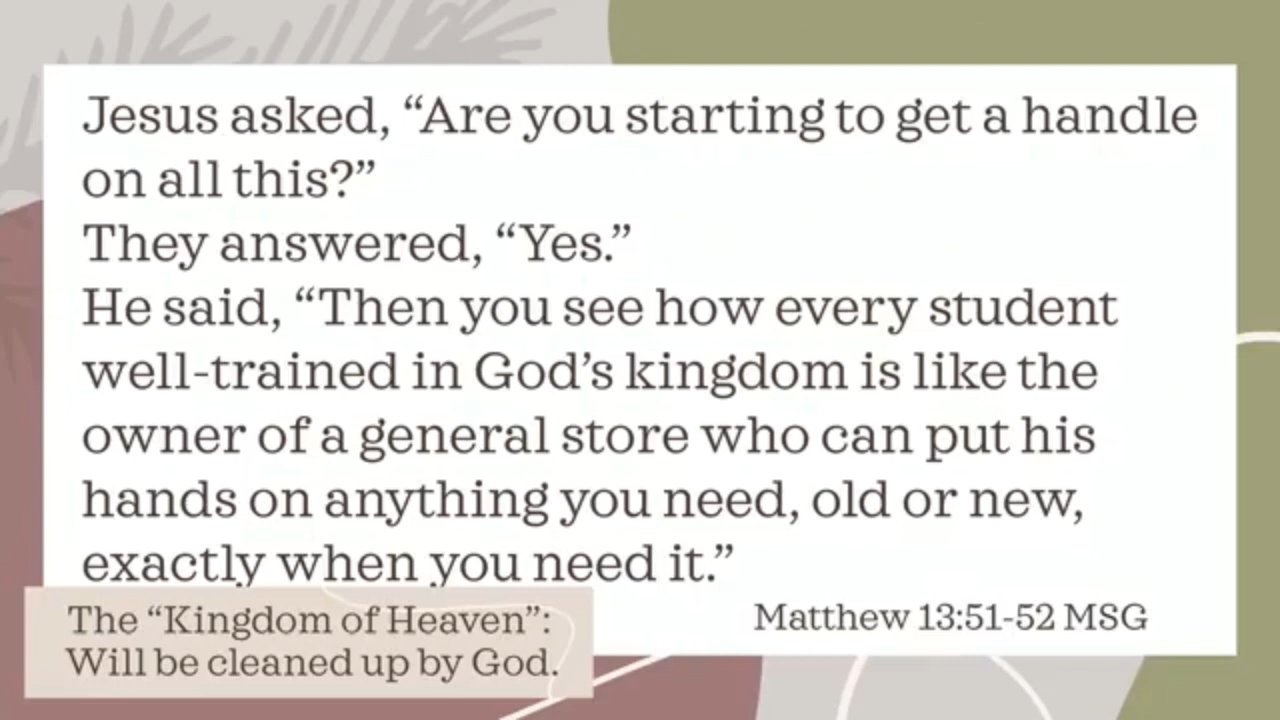 Jesus asked, “Are you starting to get a handle
on all this?”
They answered, “Yes.”
He said, “Then you see how every student
well-trained in God’s kingdom is like the
owner of a general store who can put his
hands on anything you need, old or new,
exactly when you need it.”
Matthew 13:51-52 MSG
The “Kingdom of Heaven”:
Will be cleaned up by God.